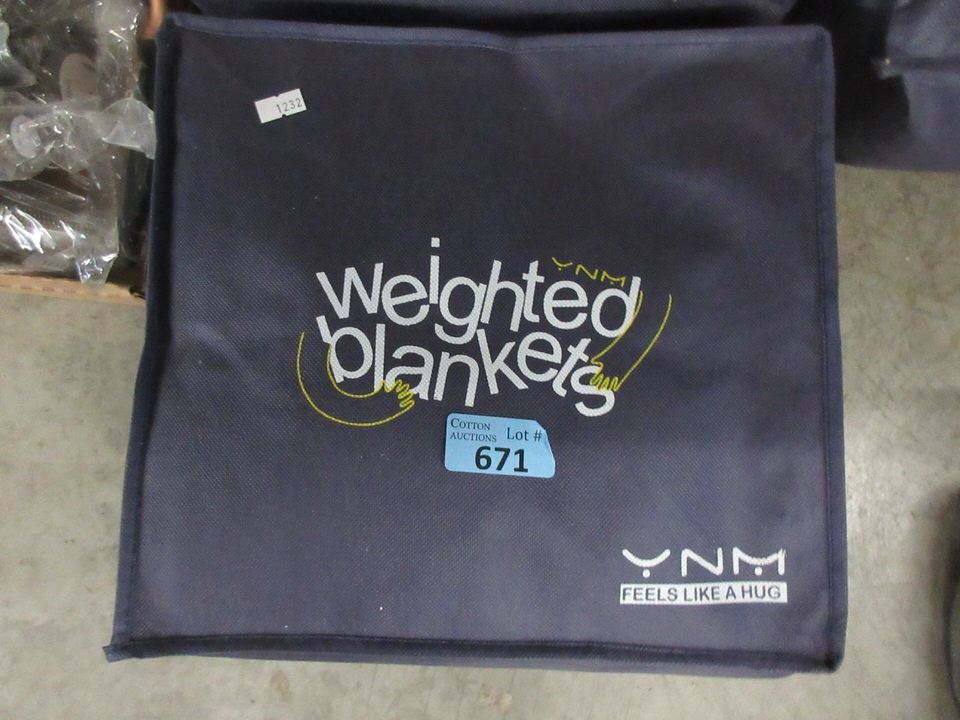 1232
YNM
weighted
blankets
COTTON
AUCTIONS Lot #
671
YNM
FEELS LIKE A HUG